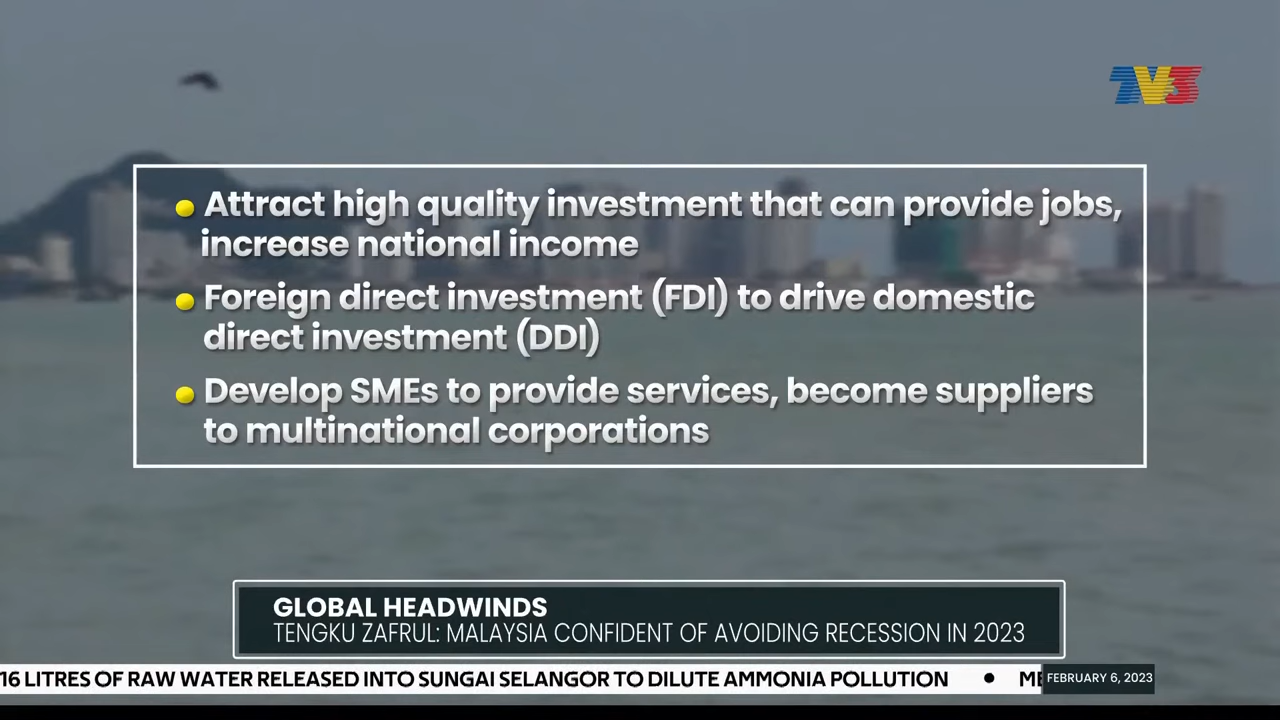 TV3
Attract high quality investment that can provide jobs,
increase national income
Foreign direct investment (FDI) to drive domestic
direct investment (DDI)
Develop SMEs to provide services, become suppliers
to multinational corporations
GLOBAL HEADWINDS
TENGKU ZAFRUL: MALAYSIA CONFIDENT OF AVOIDING RECESSION IN 2023
16 LITRES OF RAW WATER RELEASED INTO SUNGAI SELANGOR TO DILUTE AMMONIA POLLUTION •
FEBRUARY 6, 2023